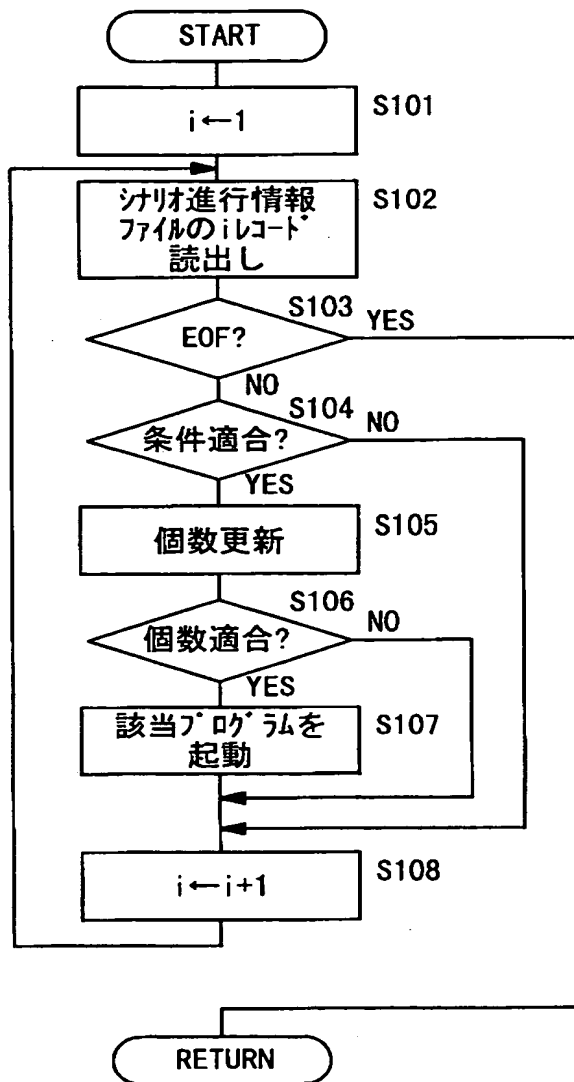 START
i←1
S101
ｼﾅﾘｵ進行情報
ﾌｧｲﾙのiﾚｺｰﾄﾞ
読出し
S102
EOF?
S103
YES
NO
条件適合?
S104
NO
YES
個数更新
S105
個数適合?
S106
NO
YES
該当ﾌﾟﾛｸﾞﾗﾑを
起動
S107
i←i+1
S108
RETURN